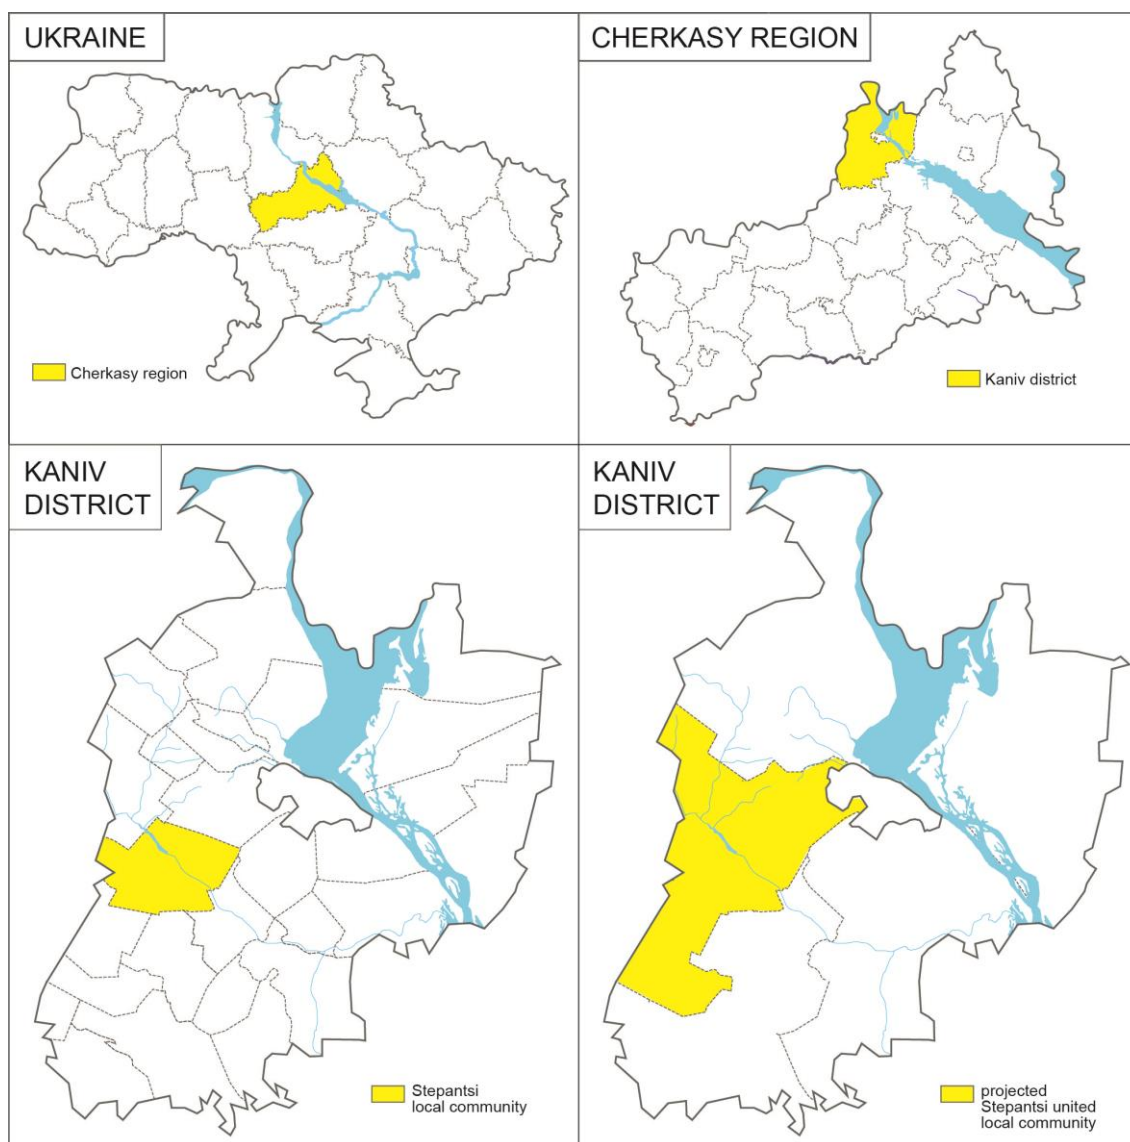 UKRAINE
Cherkasy region
CHERKASY REGION
Kaniv district
KANIV
DISTRICT
Stepantsi
local community
KANIV
DISTRICT
projected
Stepantsi united
local community